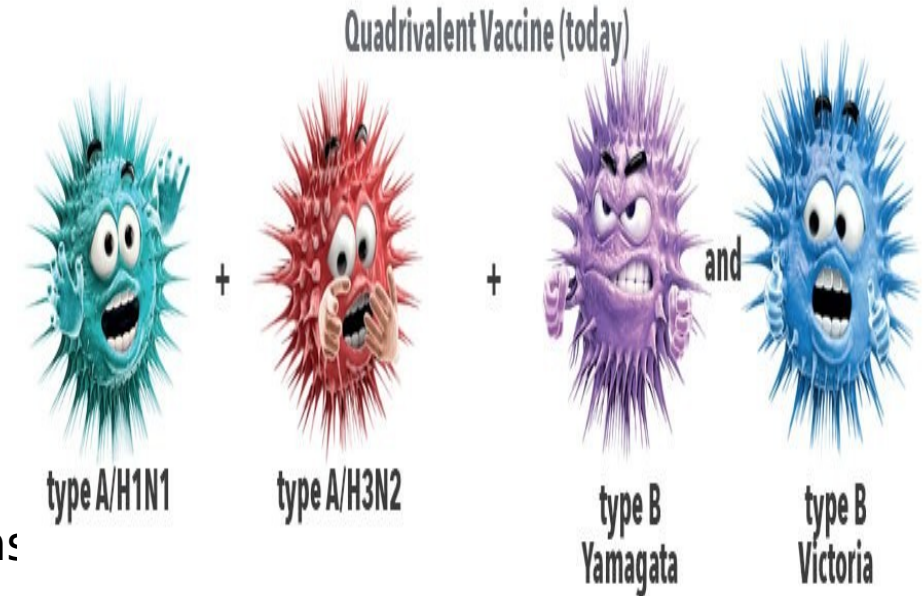 Quadrivalent Vaccine (today)
+
+
and
type A/H1N1
type A/H3N2
type B
Yamagata
type B
Victoria